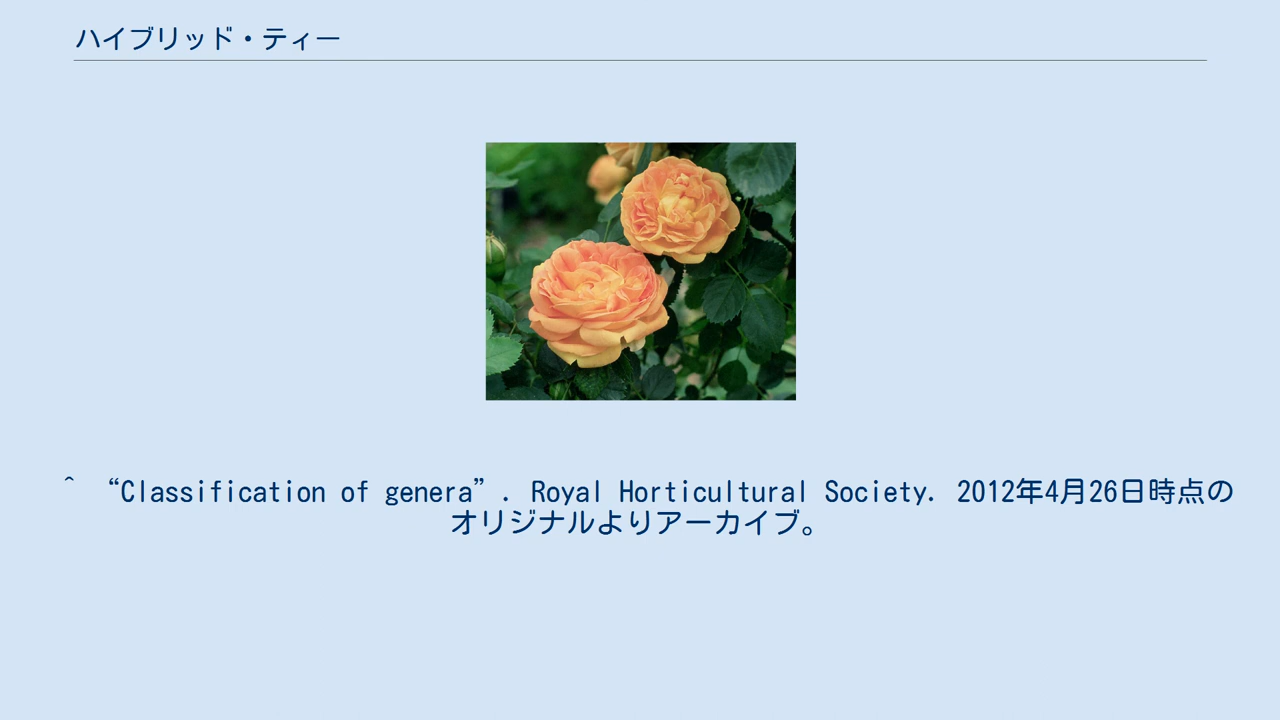 ハイブリッド・ティー
^ “Classification of genera”. Royal Horticultural Society. 2012年4月26日時点の
オリジナルよりアーカイブ。